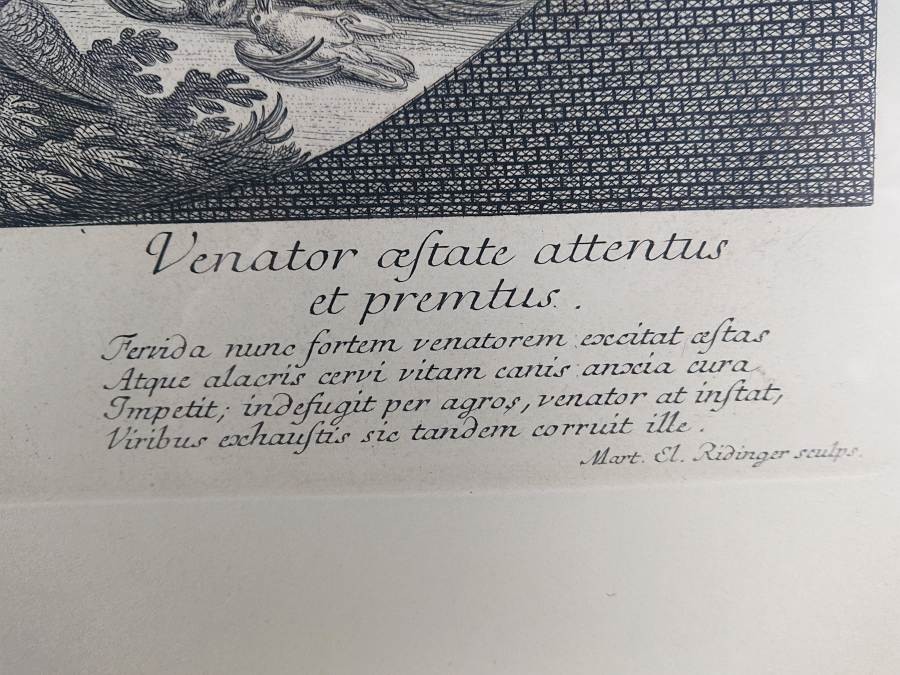 Venator æſtate attentus
et premtus.
Fervida nunc fortem venatorem excitat æſtas
Atque alacris cervi vitam canis anxia cura
Impetit; indefugit per agros, venator at inſtat,
Viribus exhauſtis sic tandem corruit ille.
Mart. El. Ridinger sculps.